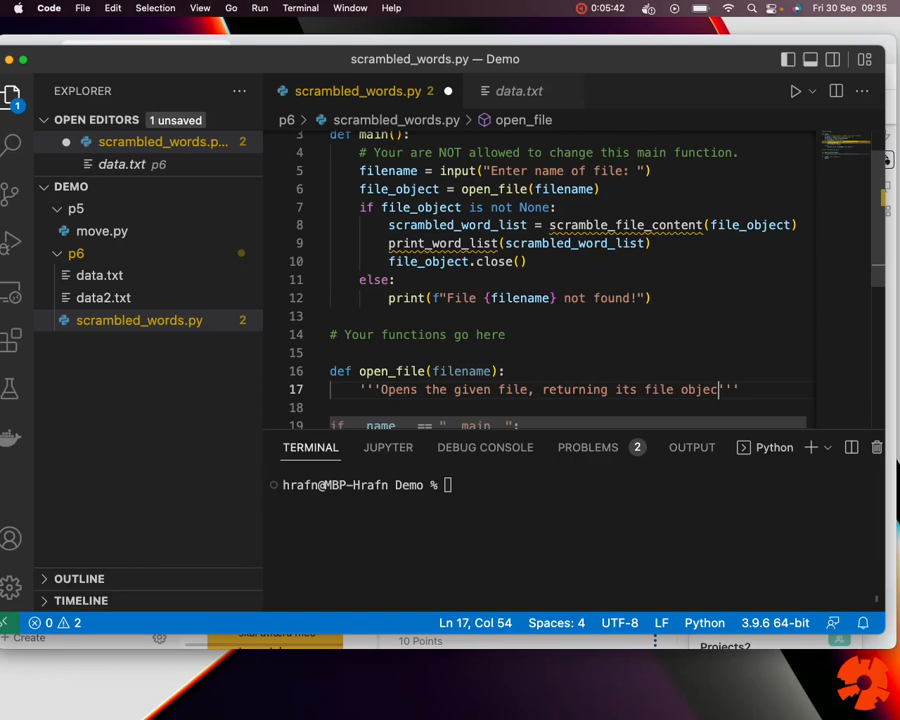 Code File Edit Selection View Go Run Terminal Window Help 0:05:42 Fri 30 Sep 09:35
scrambled_words.py — Demo
EXPLORER
scrambled_words.py 2
data.txt
OPEN EDITORS 1 unsaved
p6 scrambled_words.py open_file
scrambled_words.p... 2
data.txt p6
DEMO
p5
move.py
p6
data.txt
data2.txt
scrambled_words.py 2
3 def main():
4 # Your are NOT allowed to change this main function.
5 filename = input("Enter name of file: ")
6 file_object = open_file(filename)
7 if file_object is not None:
8 scrambled_word_list = scramble_file_content(file_object)
9 print_word_list(scrambled_word_list)
10 file_object.close()
11 else:
12 print(f"File {filename} not found!")
13
14 # Your functions go here
15
16 def open_file(filename):
17 '''Opens the given file, returning its file objec'''
18
19 if __name__ == "__main__":
TERMINAL JUPYTER DEBUG CONSOLE PROBLEMS 2 OUTPUT Python
hrafn@MBP-Hrafn Demo %
OUTLINE
TIMELINE
0 2 Ln 17, Col 54 Spaces: 4 UTF-8 LF Python 3.9.6 64-bit
Create
10 Points
Projects2
1